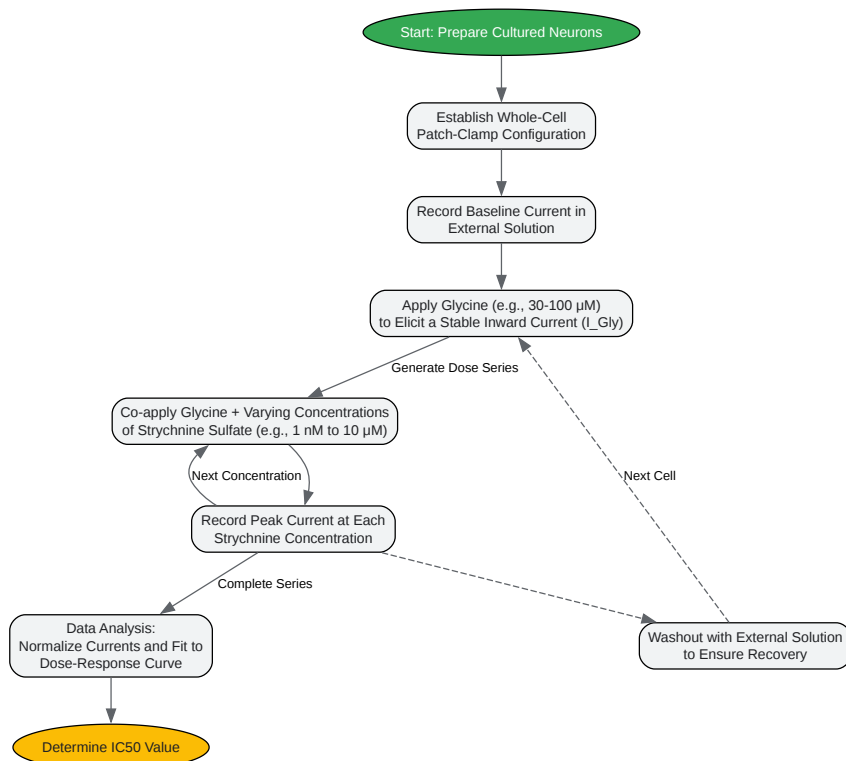 Start: Prepare Cultured Neurons
Establish Whole-Cell
Patch-Clamp Configuration
Record Baseline Current in
External Solution
Apply Glycine (e.g., 30-100 μM)
to Elicit a Stable Inward Current (I_Gly)
Generate Dose Series
Co-apply Glycine + Varying Concentrations
of Strychnine Sulfate (e.g., 1 nM to 10 μM)
Next Concentration
Next Cell
Record Peak Current at Each
Strychnine Concentration
Complete Series
Data Analysis:
Normalize Currents and Fit to
Dose-Response Curve
Washout with External Solution
to Ensure Recovery
Determine IC50 Value